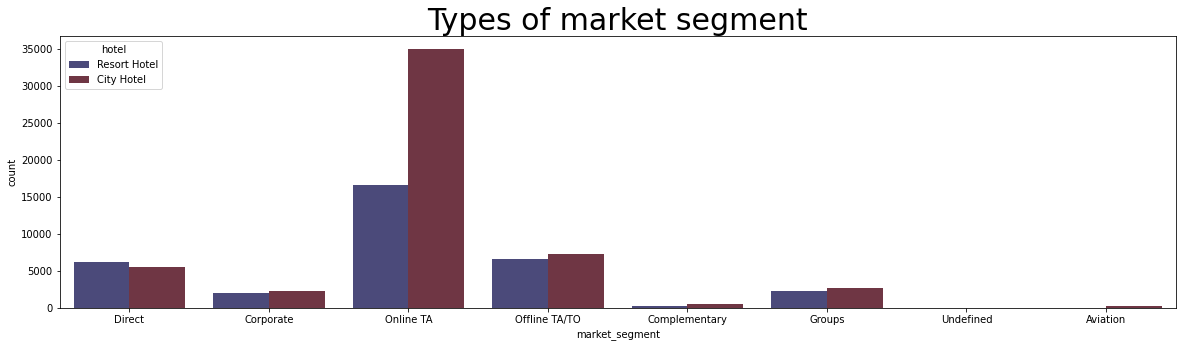 Types of market segment
hotel
Resort Hotel
City Hotel
35000
30000
25000
20000
15000
10000
5000
0
count
Direct Corporate Online TA Offline TA/TO Complementary Groups Undefined Aviation
market_segment